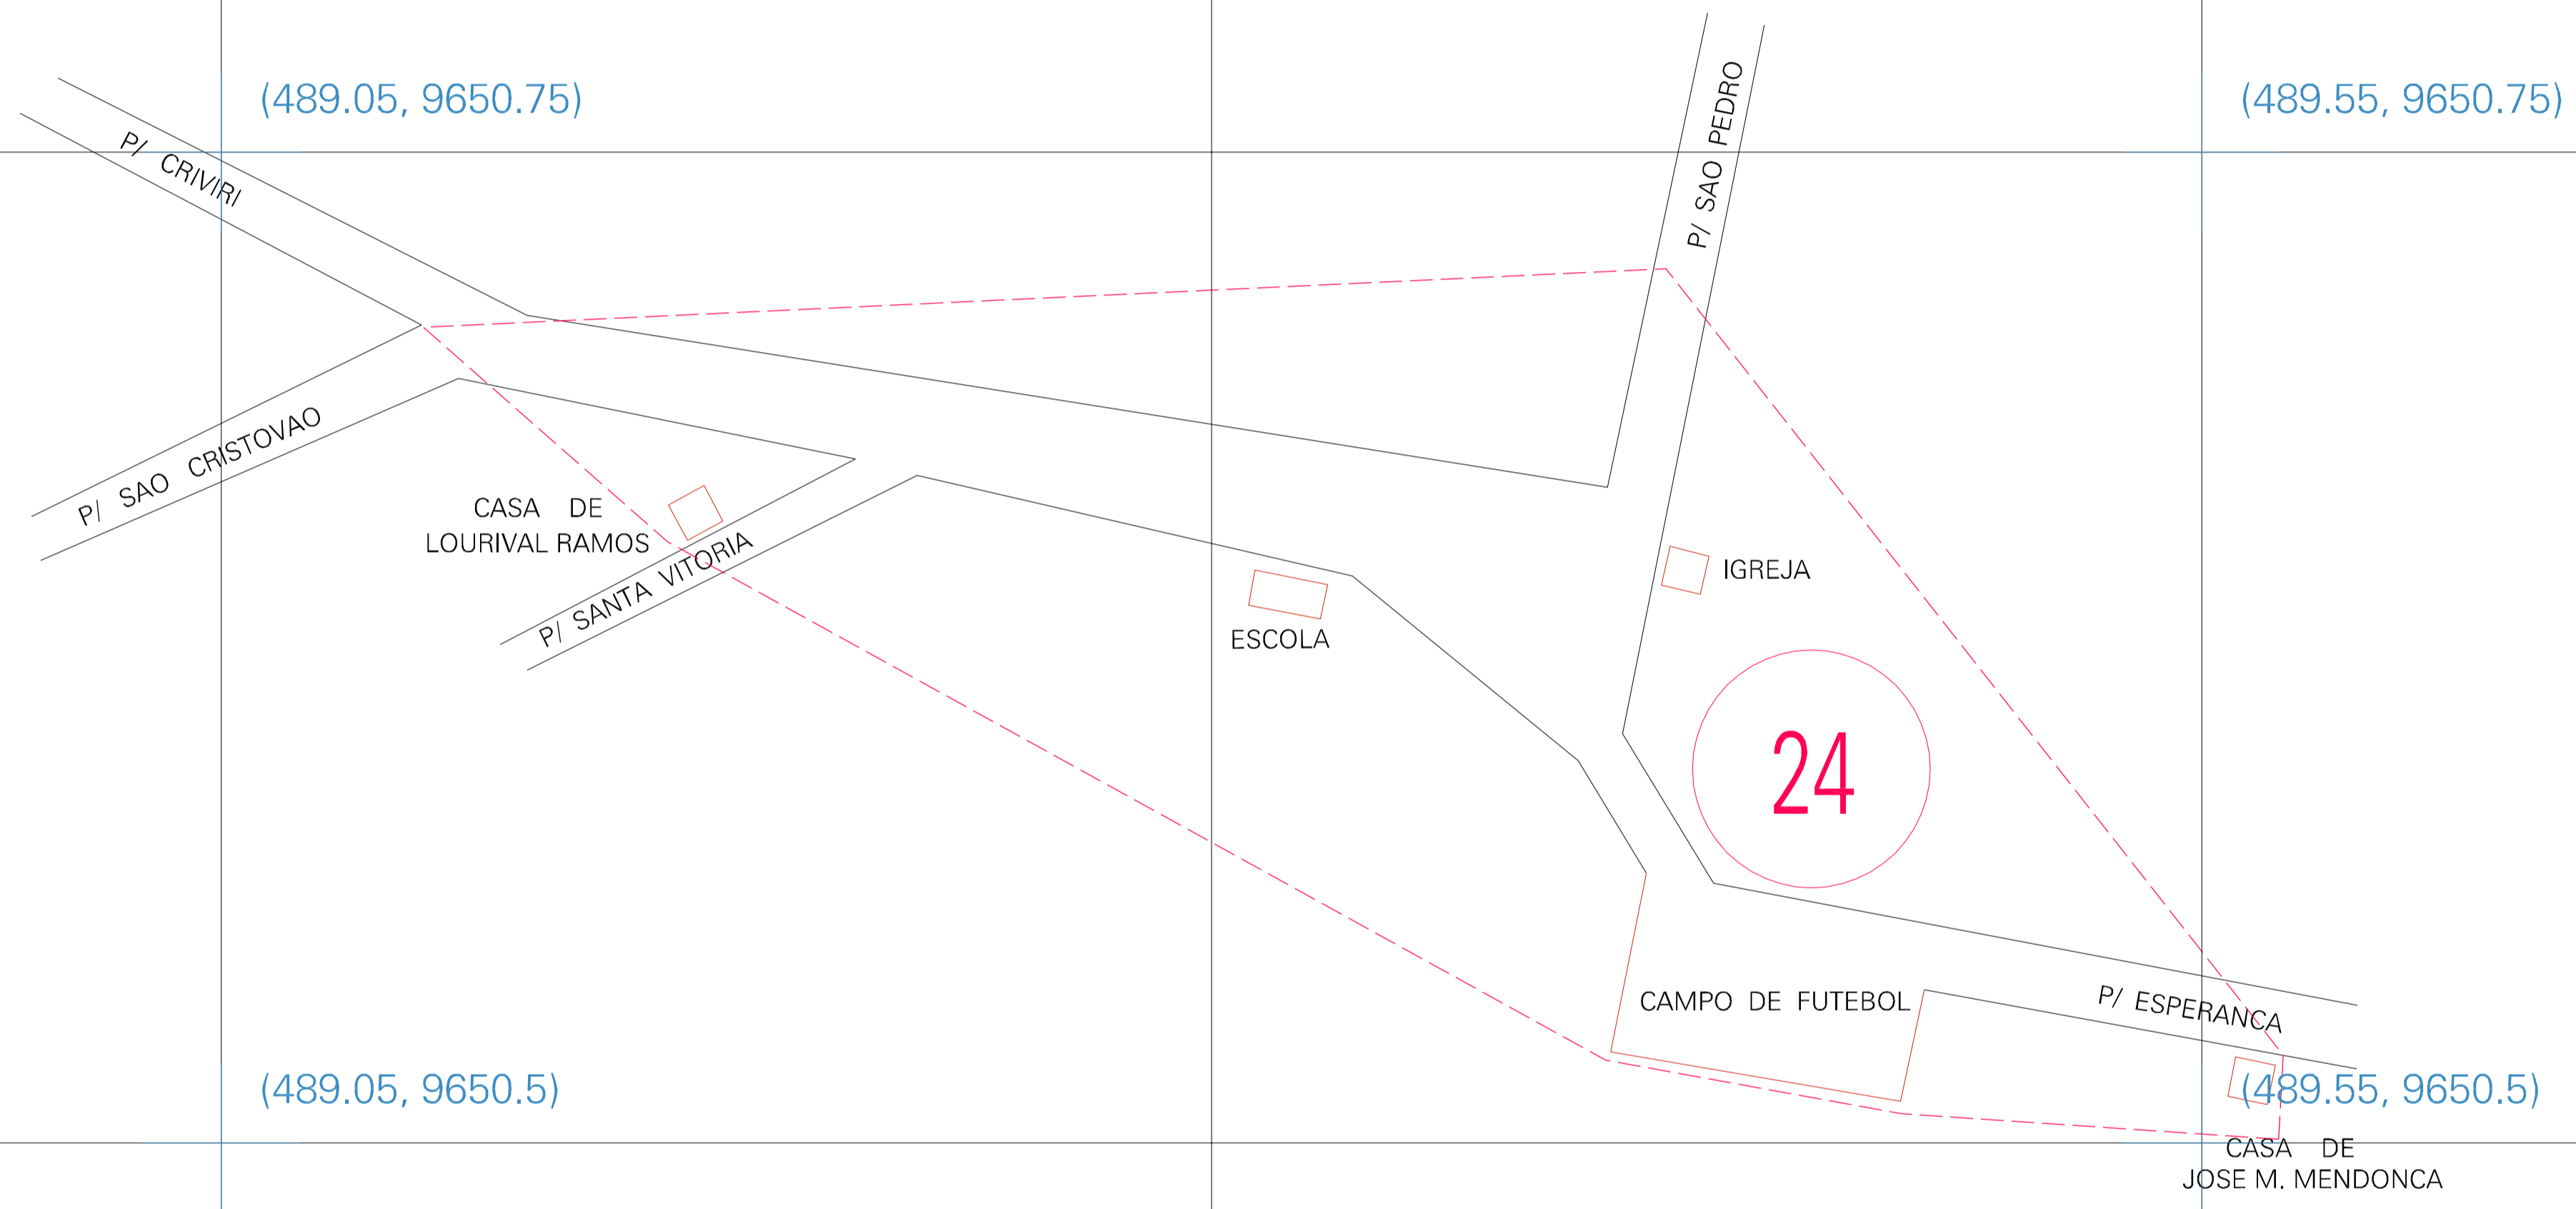 (489.05, 9650.75)
(489.55, 9650.75)
P/ CRIVIRI
P/ SAO PEDRO
P/ SAO CRISTOVAO
CASA DE
LOURIVAL RAMOS
P/ SANTA VITORIA
IGREJA
ESCOLA
24
CAMPO DE FUTEBOL
P/ ESPERANCA
(489.05, 9650.5)
(489.55, 9650.5)
CASA DE
JOSE M. MENDONCA